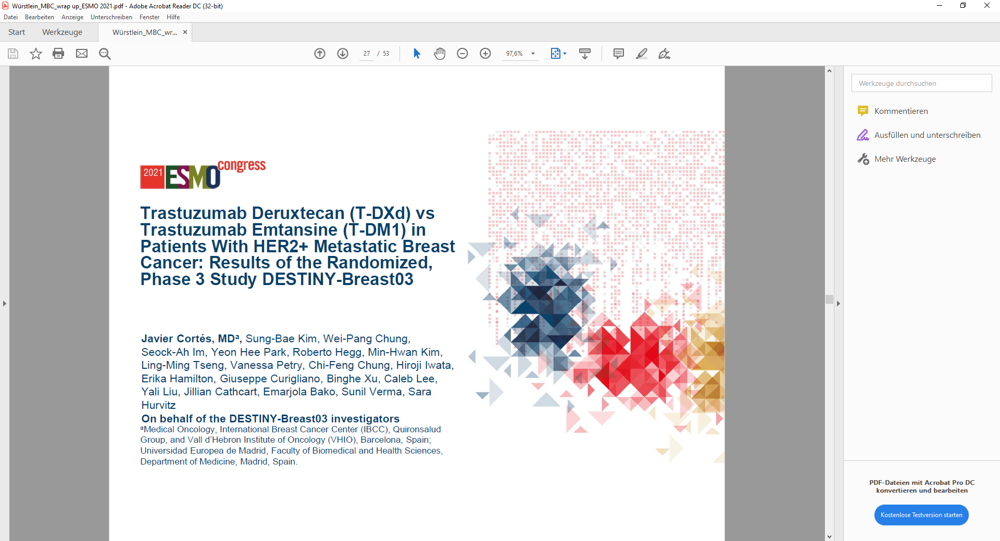 Würstlein_MBC_wrap up_ESMO 2021.pdf - Adobe Acrobat Reader DC (32-bit)
Datei Bearbeiten Anzeige Unterschreiben Fenster Hilfe
Start Werkzeuge Würstlein_MBC_wr...
27 / 53 97,6%
2021 ESMO congress
Trastuzumab Deruxtecan (T-DXd) vs
Trastuzumab Emtansine (T-DM1) in
Patients With HER2+ Metastatic Breast
Cancer: Results of the Randomized,
Phase 3 Study DESTINY-Breast03
Javier Cortés, MDᵃ, Sung-Bae Kim, Wei-Pang Chung,
Seock-Ah Im, Yeon Hee Park, Roberto Hegg, Min-Hwan Kim,
Ling-Ming Tseng, Vanessa Petry, Chi-Feng Chung, Hiroji Iwata,
Erika Hamilton, Giuseppe Curigliano, Binghe Xu, Caleb Lee,
Yali Liu, Jillian Cathcart, Emarjola Bako, Sunil Verma, Sara
Hurvitz
On behalf of the DESTINY-Breast03 investigators
ᵃMedical Oncology, International Breast Cancer Center (IBCC), Quironsalud
Group, and Vall d’Hebron Institute of Oncology (VHIO), Barcelona, Spain;
Universidad Europea de Madrid, Faculty of Biomedical and Health Sciences,
Department of Medicine, Madrid, Spain.
Werkzeuge durchsuchen
Kommentieren
Ausfüllen und unterschreiben
Mehr Werkzeuge
PDF-Dateien mit Acrobat Pro DC
konvertieren und bearbeiten
Kostenlose Testversion starten